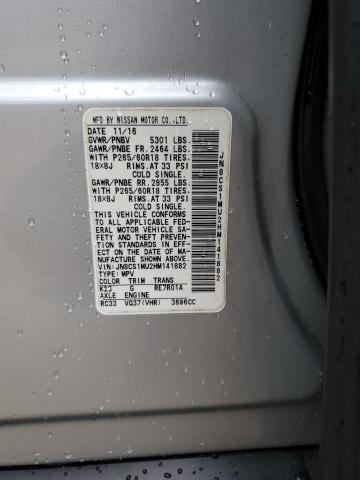 MFD BY NISSAN MOTOR CO.,LTD.
DATE 11/16
GVWR/PNBV 5301 LBS.
GAWR/PNBE FR. 2464 LBS.
WITH P265/60R18 TIRES.
18×8J RIMS.AT 33 PSI
COLD SINGLE.
GAWR/PNBE RR. 2855 LBS.
WITH P265/60R18 TIRES.
18×8J RIMS.AT 33 PSI
COLD SINGLE.
THIS VEHICLE CONFORMS
TO ALL APPLICABLE FED-
ERAL MOTOR VEHICLE SA-
FETY AND THEFT PREVEN-
TION STANDARDS IN EFF-
ECT ON THE DATE OF MA-
NUFACTURE SHOWN ABOVE.
VIN:JN8CS1MU2HM141882
TYPE:MPV
COLOR TRIM TRANS
K23 G RE7R01A
AXLE ENGINE
RC33 VQ37(VHR) 3696CC
JN8CS1MU2HM141882